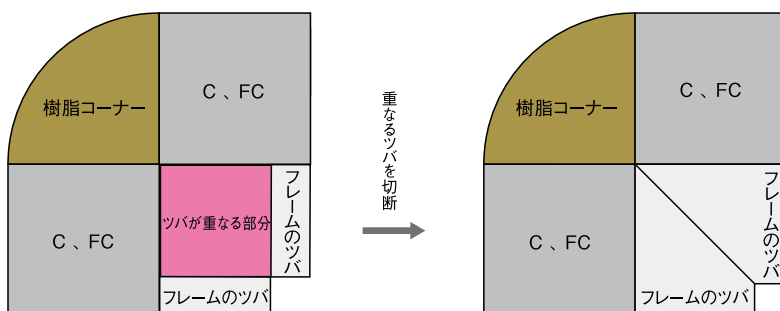 樹脂コーナー
C 、FC
C 、FC
ツバが重なる部分
フレームのツバ
フレームのツバ
重なるツバを切断
樹脂コーナー
C 、FC
C 、FC
フレームのツバ
フレームのツバ